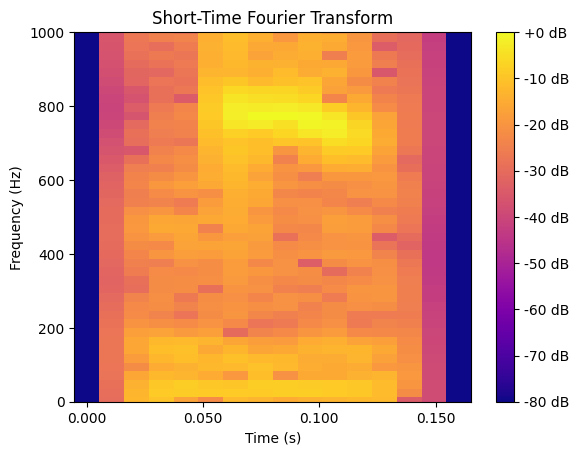 Short-Time Fourier Transform
1000
800
600
400
200
0
Frequency (Hz)
0.000
0.050
0.100
0.150
Time (s)
+0 dB
-10 dB
-20 dB
-30 dB
-40 dB
-50 dB
-60 dB
-70 dB
-80 dB